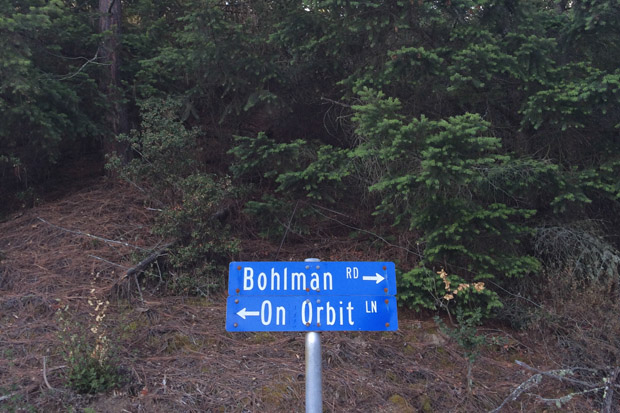 Bohlman RD →
← On Orbit LN